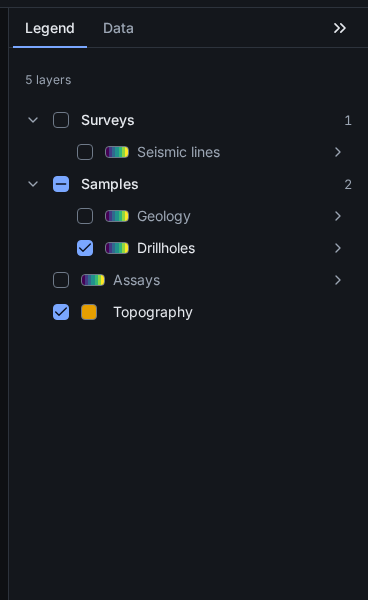 Legend Data
5 layers
Surveys 1
Seismic lines
Samples 2
Geology
Drillholes
Assays
Topography